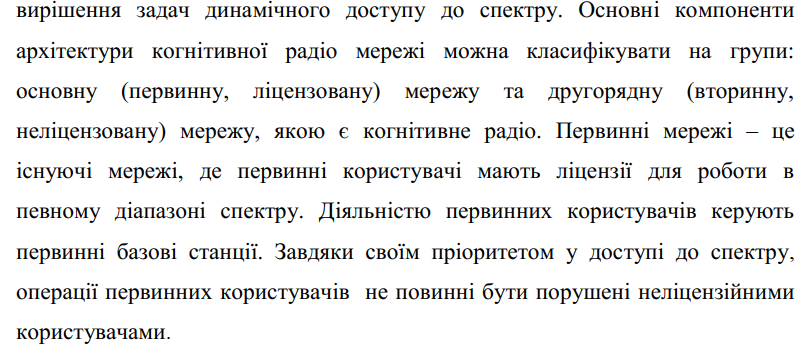 вирішення задач динамічного доступу до спектру. Основні компоненти
архітектури когнітивної радіо мережі можна класифікувати на групи:
основну (первинну, ліцензовану) мережу та другорядну (вторинну,
неліцензовану) мережу, якою є когнітивне радіо. Первинні мережі – це
існуючі мережі, де первинні користувачі мають ліцензії для роботи в
певному діапазоні спектру. Діяльністю первинних користувачів керують
первинні базові станції. Завдяки своїм пріоритетом у доступі до спектру,
операції первинних користувачів  не повинні бути порушені неліцензійними
користувачами.